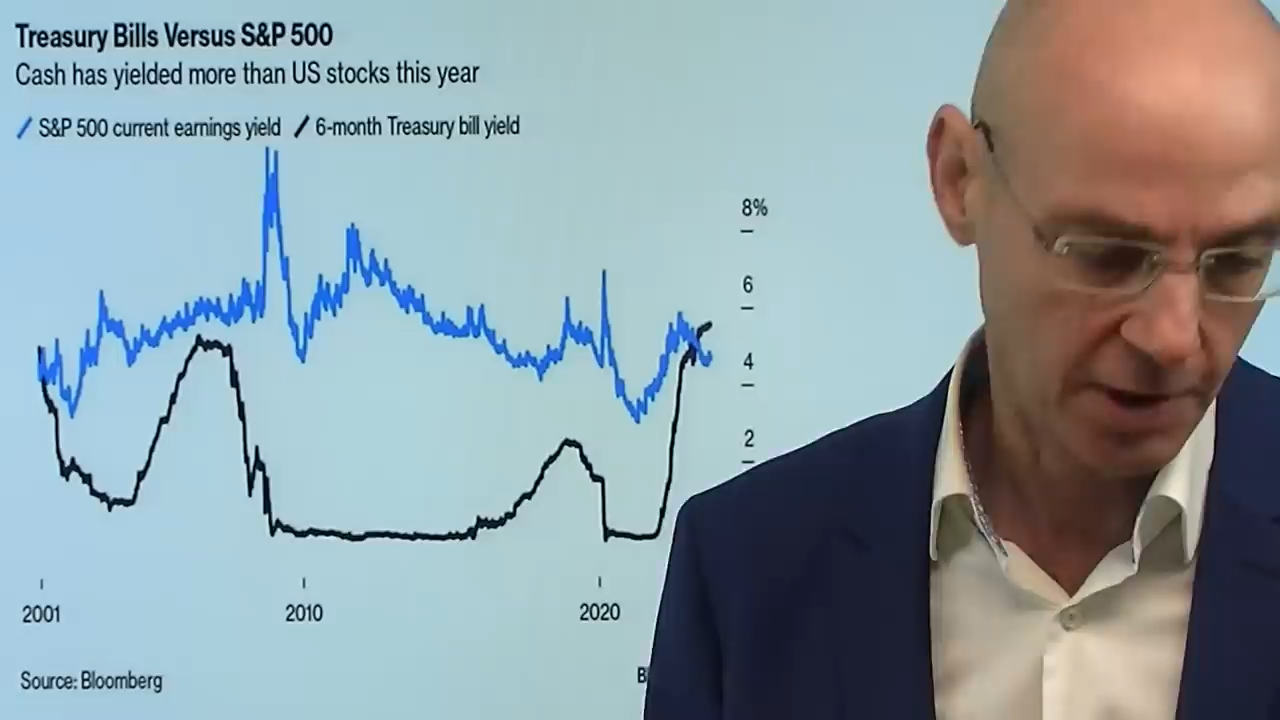 Treasury Bills Versus S&P 500
Cash has yielded more than US stocks this year
S&P 500 current earnings yield 6-month Treasury bill yield
8%
6
4
2
2001 2010 2020
Source: Bloomberg